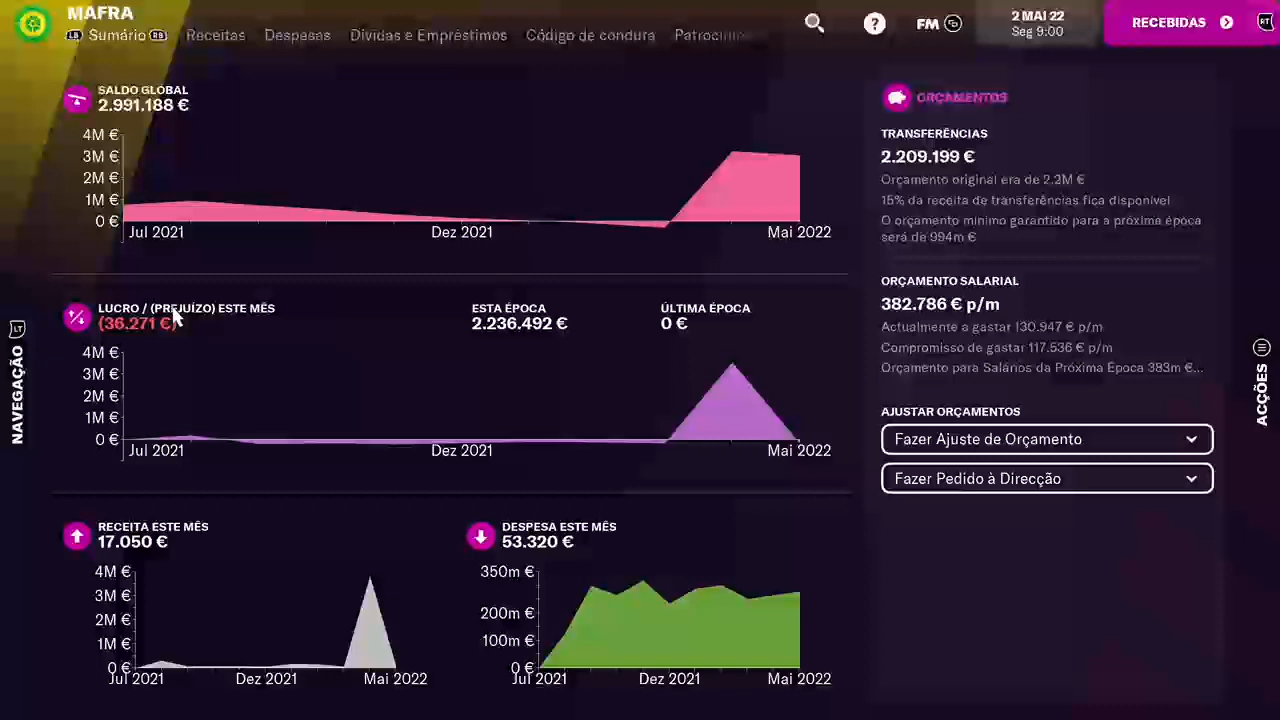 MAFRA
LB Sumário RB Receitas Despesas Dívidas e Empréstimos Código de conduta
? FM
2 MAI 22
Seg 9:00
RECEBIDAS
RT
SALDO GLOBAL
2.991.188 €
4M €
3M €
2M €
1M €
0 €
Jul 2021 Dez 2021 Mai 2022
LUCRO / (PREJUÍZO) ESTE MÊS
(36.271 €)
ESTA ÉPOCA
2.236.492 €
ÚLTIMA ÉPOCA
0 €
4M €
3M €
2M €
1M €
0 €
Jul 2021 Dez 2021 Mai 2022
RECEITA ESTE MÊS
17.050 €
4M €
3M €
2M €
1M €
0 €
Jul 2021 Dez 2021 Mai 2022
DESPESA ESTE MÊS
53.320 €
350m €
200m €
100m €
0 €
Jul 2021 Dez 2021 Mai 2022
ORÇAMENTOS
TRANSFERÊNCIAS
2.209.199 €
Orçamento original era de 2.2M €
15% da receita de transferências fica disponível
O orçamento mínimo garantido para a próxima época
será de 994m €
ORÇAMENTO SALARIAL
382.786 € p/m
Actualmente a gastar 130.947 € p/m
Compromisso de gastar 117.536 € p/m
Orçamento para Salários da Próxima Época 383m €...
AJUSTAR ORÇAMENTOS
Fazer Ajuste de Orçamento
Fazer Pedido à Direcção
NAVEGAÇÃO LT
ACÇÕES